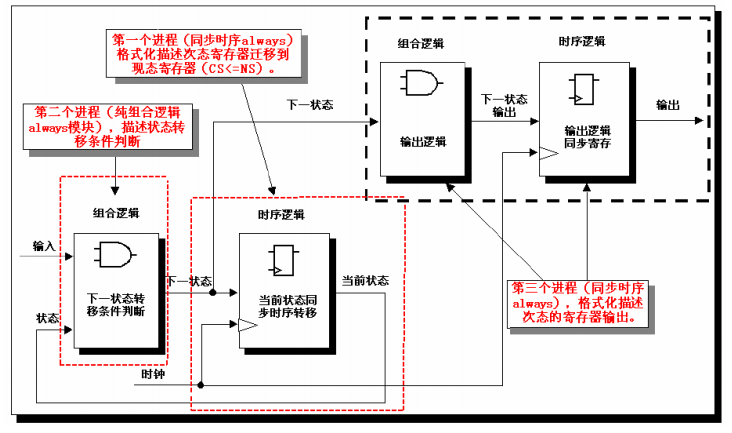 第一个进程（同步时序always）
格式化描述次态寄存器迁移到
现态寄存器（CS<=NS）。
第二个进程（纯组合逻辑
always模块），描述状态转
移条件判断
组合逻辑
时序逻辑
下一状态
下一状态
输出
输出
输出逻辑
输出逻辑
同步寄存
组合逻辑
时序逻辑
输入
下一状态
当前状态
状态
下一状态转
移条件判断
当前状态同
步时序转移
时钟
第三个进程（同步时序
always），格式化描述
次态的寄存器输出。